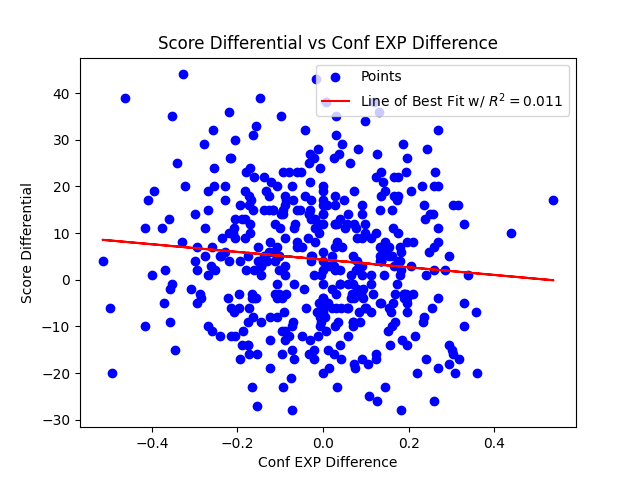 Score Differential vs Conf EXP Difference
Points
Line of Best Fit w/ R² = 0.011
Score Differential
40
30
20
10
0
−10
−20
−30
−0.4
−0.2
0.0
0.2
0.4
Conf EXP Difference